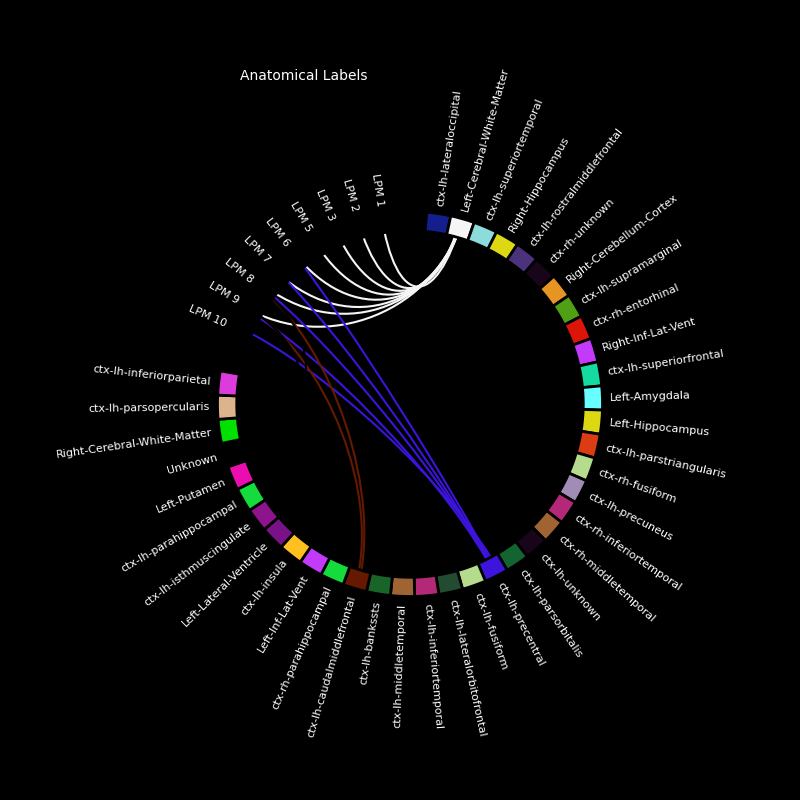 Anatomical Labels
LPM 1
LPM 2
LPM 3
LPM 5
LPM 6
LPM 7
LPM 8
LPM 9
LPM 10
ctx-lh-inferiorparietal
ctx-lh-parsopercularis
Right-Cerebral-White-Matter
Unknown
Left-Putamen
ctx-lh-parahippocampal
ctx-lh-isthmuscingulate
Left-Lateral-Ventricle
ctx-lh-insula
Left-Inf-Lat-Vent
ctx-rh-parahippocampal
ctx-lh-caudalmiddlefrontal
ctx-lh-bankssts
ctx-lh-middletemporal
ctx-lh-inferiortemporal
ctx-lh-lateralorbitofrontal
ctx-lh-fusiform
ctx-lh-precentral
ctx-lh-parsorbitalis
ctx-lh-unknown
ctx-rh-middletemporal
ctx-rh-inferiortemporal
ctx-lh-precuneus
ctx-rh-fusiform
ctx-lh-parstriangularis
Left-Hippocampus
Left-Amygdala
ctx-lh-superiorfrontal
Right-Inf-Lat-Vent
ctx-rh-entorhinal
ctx-lh-supramarginal
Right-Cerebellum-Cortex
ctx-rh-unknown
ctx-lh-rostralmiddlefrontal
Right-Hippocampus
ctx-lh-superiortemporal
Left-Cerebral-White-Matter
ctx-lh-lateraloccipital